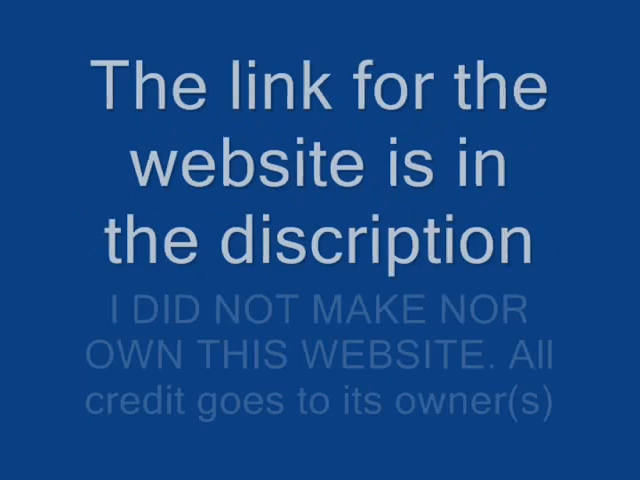 The link for the
website is in
the discription
I DID NOT MAKE NOR
OWN THIS WEBSITE. All
credit goes to its owner(s)